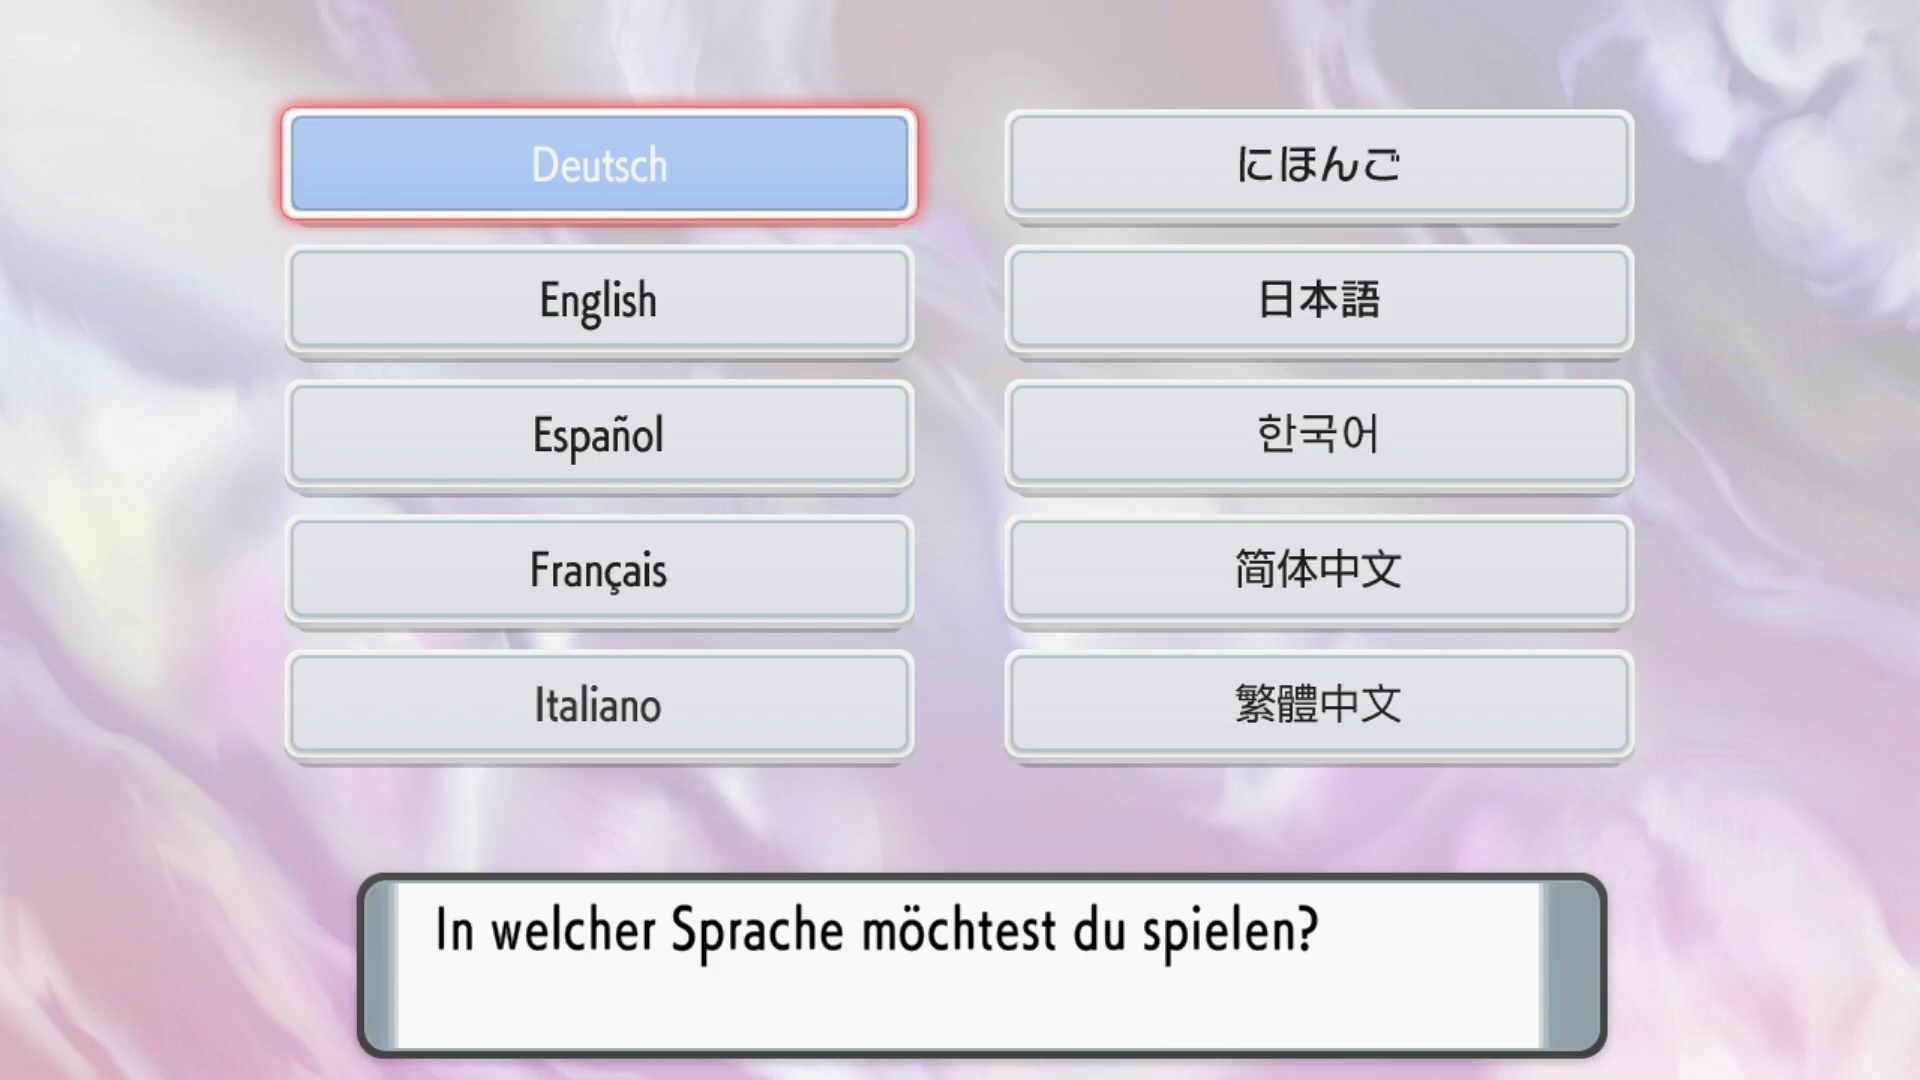 Deutsch
English
Español
Français
Italiano
にほんご
日本語
한국어
简体中文
繁體中文
In welcher Sprache möchtest du spielen?